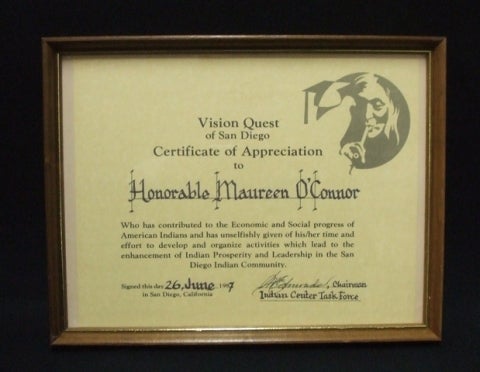 Vision Quest
of San Diego
Certificate of Appreciation
to
Honorable Maureen O'Connor
Who has contributed to the Economic and Social progress of
American Indians and has unselfishly given of his/her time and
effort to develop and organize activities which lead to the
enhancement of Indian Prosperity and Leadership in the San
Diego Indian Community.
Signed this day 26, June, 1987 Chairman
in San Diego, California Indian Center Task Force